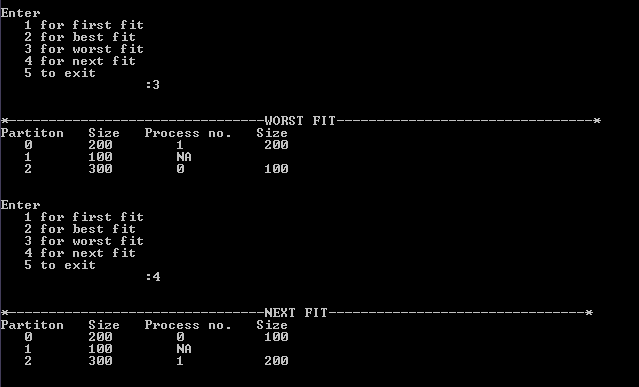 Enter
   1 for first fit
   2 for best fit
   3 for worst fit
   4 for next fit
   5 to exit
                  :3
*--------------------------------WORST FIT--------------------------------*
Partiton   Size   Process no.   Size
   0       200        1         200
   1       100        NA
   2       300        0         100
Enter
   1 for first fit
   2 for best fit
   3 for worst fit
   4 for next fit
   5 to exit
                  :4
*--------------------------------NEXT FIT--------------------------------*
Partiton   Size   Process no.   Size
   0       200        0         100
   1       100        NA
   2       300        1         200